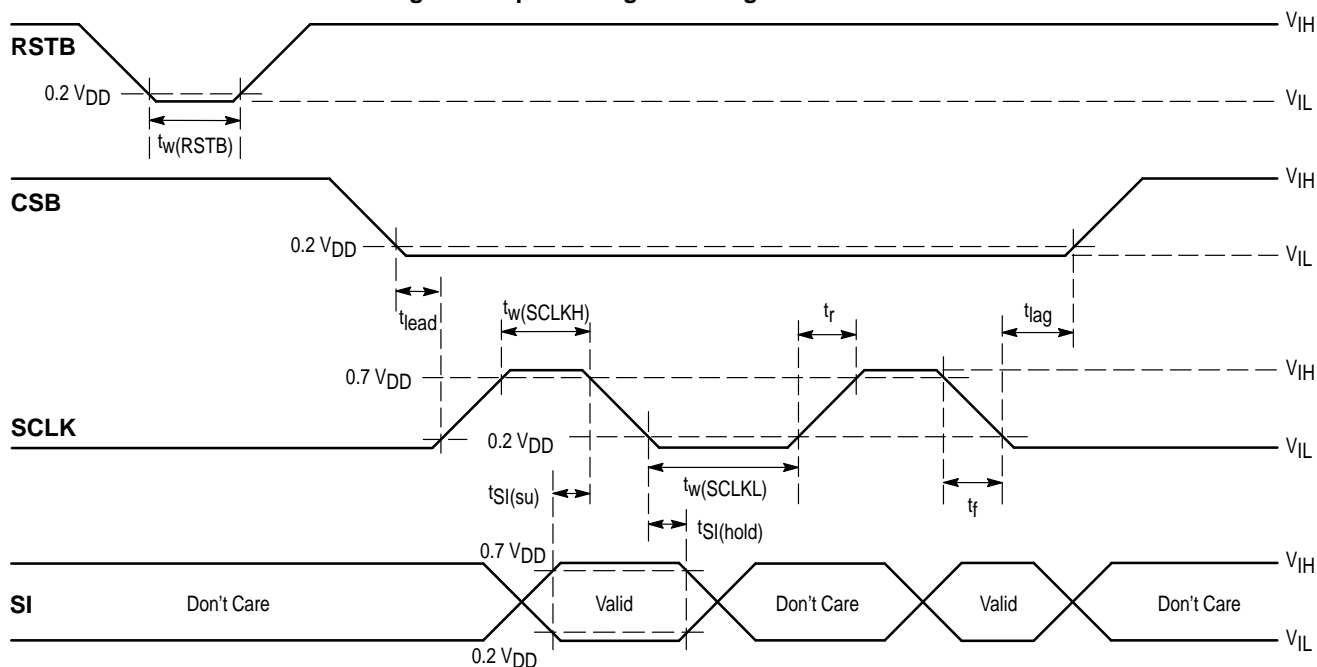 RSTB
VIH
0.2 VDD
VIL
tw(RSTB)
CSB
VIH
0.2 VDD
VIL
tlead
tw(SCLKH)
tr
tlag
0.7 VDD
VIH
SCLK
0.2 VDD
VIL
tSI(su)
tw(SCLKL)
tf
tSI(hold)
0.7 VDD
VIH
SI
Don't Care
Valid
Don't Care
Valid
Don't Care
0.2 VDD
VIL